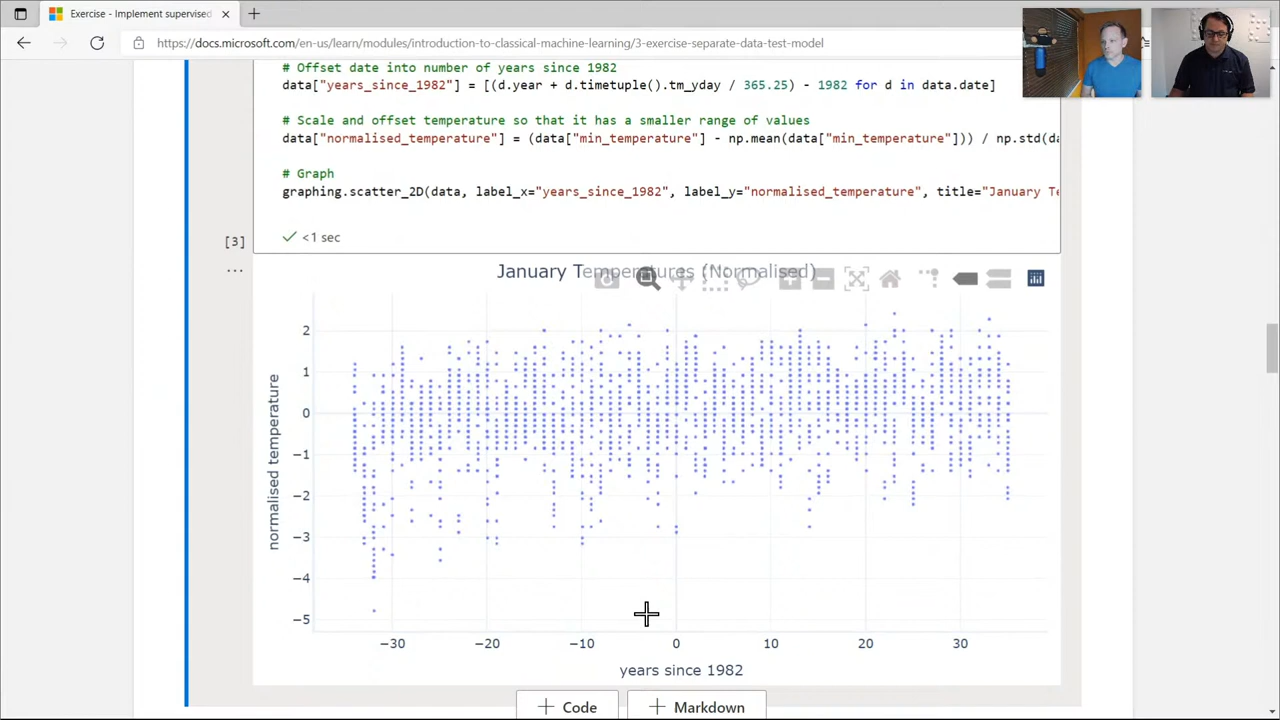 Exercise - Implement supervised
https://docs.microsoft.com/en-us/learn/modules/introduction-to-classical-machine-learning/3-exercise-separate-data-test-model
# Offset date into number of years since 1982
data["years_since_1982"] = [(d.year + d.timetuple().tm_yday / 365.25) - 1982 for d in data.date]
# Scale and offset temperature so that it has a smaller range of values
data["normalised_temperature"] = (data["min_temperature"] - np.mean(data["min_temperature"])) / np.std(da
# Graph
graphing.scatter_2D(data, label_x="years_since_1982", label_y="normalised_temperature", title="January Te
[3]
<1 sec
January Temperatures (Normalised)
normalised temperature
2
1
0
−1
−2
−3
−4
−5
−30
−20
−10
0
10
20
30
years since 1982
Code
Markdown